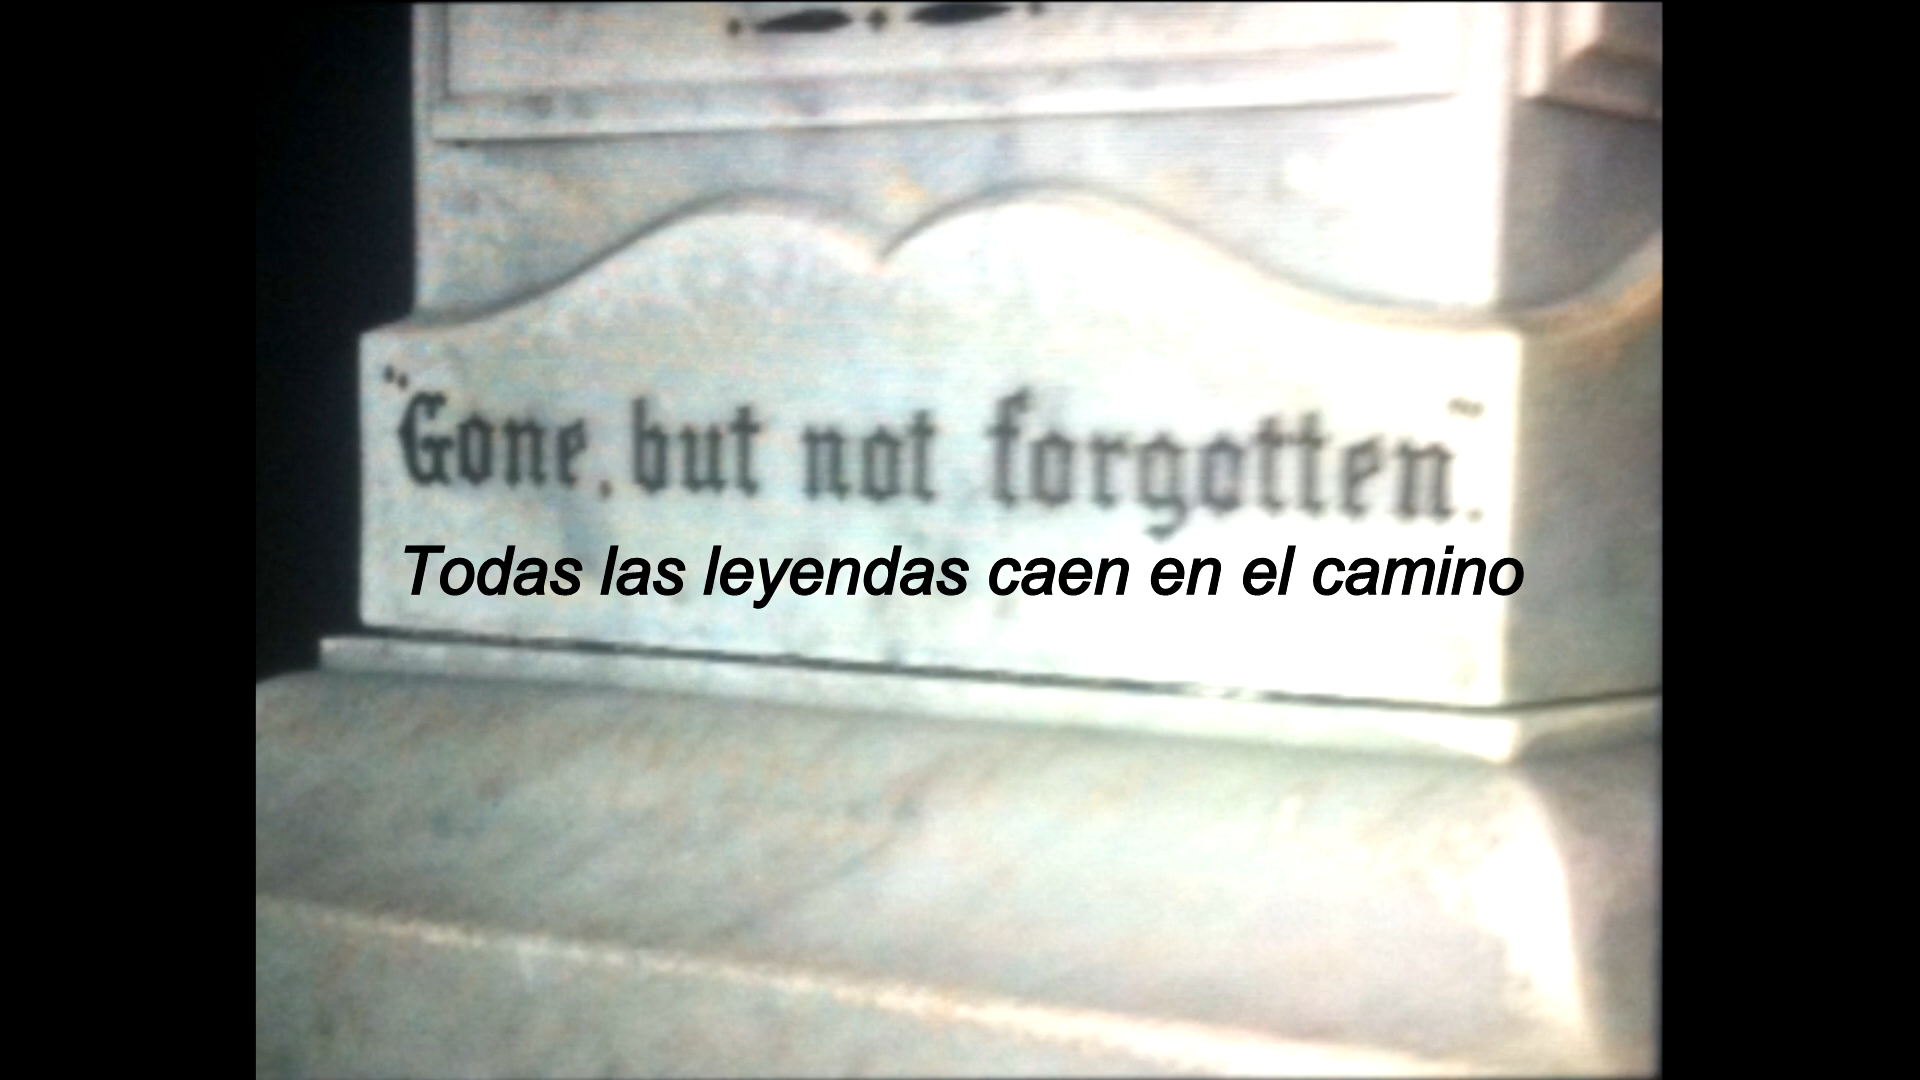 "Gone, but not forgotten."
Todas las leyendas caen en el camino